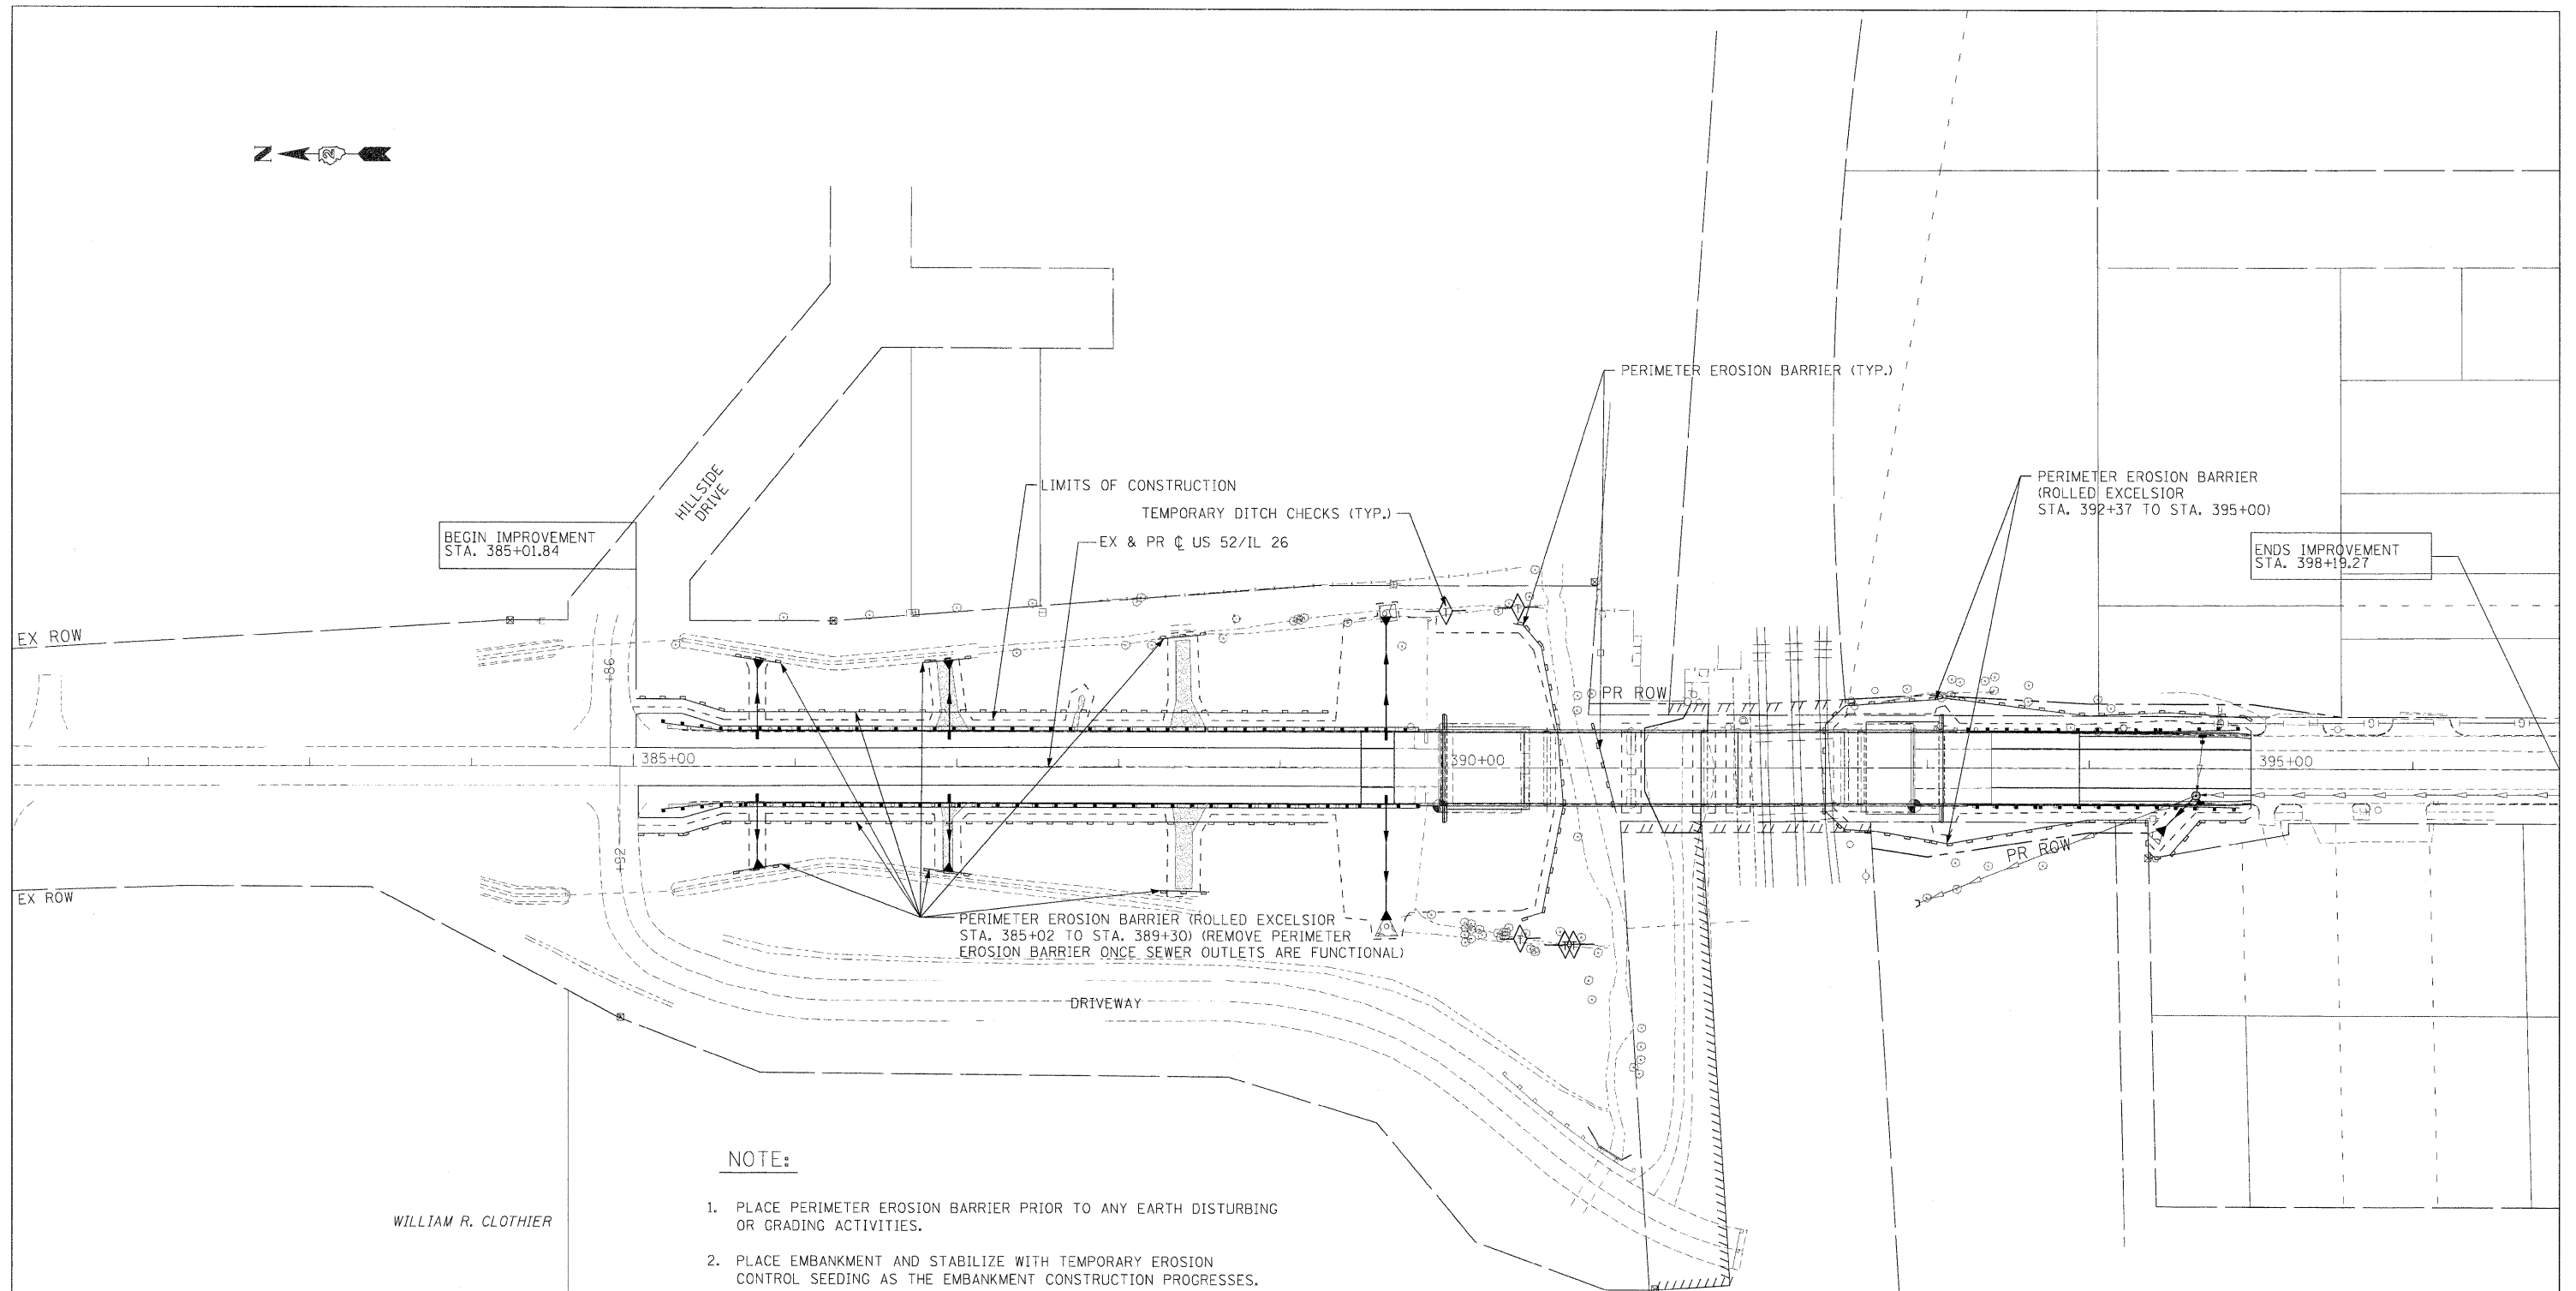 N
HILLSIDE
DRIVE
PERIMETER EROSION BARRIER (TYP.)
LIMITS OF CONSTRUCTION
TEMPORARY DITCH CHECKS (TYP.)
EX & PR ℄ US 52/IL 26
PERIMETER EROSION BARRIER
(ROLLED EXCELSIOR
STA. 392+37 TO STA. 395+00)
BEGIN IMPROVEMENT
STA. 385+01.84
ENDS IMPROVEMENT
STA. 398+19.27
EX ROW
+86
PR ROW
385+00
390+00
395+00
+92
PR ROW
EX ROW
PERIMETER EROSION BARRIER (ROLLED EXCELSIOR
STA. 385+02 TO STA. 389+30) (REMOVE PERIMETER
EROSION BARRIER ONCE SEWER OUTLETS ARE FUNCTIONAL)
DRIVEWAY
NOTE:
1. PLACE PERIMETER EROSION BARRIER PRIOR TO ANY EARTH DISTURBING
OR GRADING ACTIVITIES.
WILLIAM R. CLOTHIER
2. PLACE EMBANKMENT AND STABILIZE WITH TEMPORARY EROSION
CONTROL SEEDING AS THE EMBANKMENT CONSTRUCTION PROGRESSES.